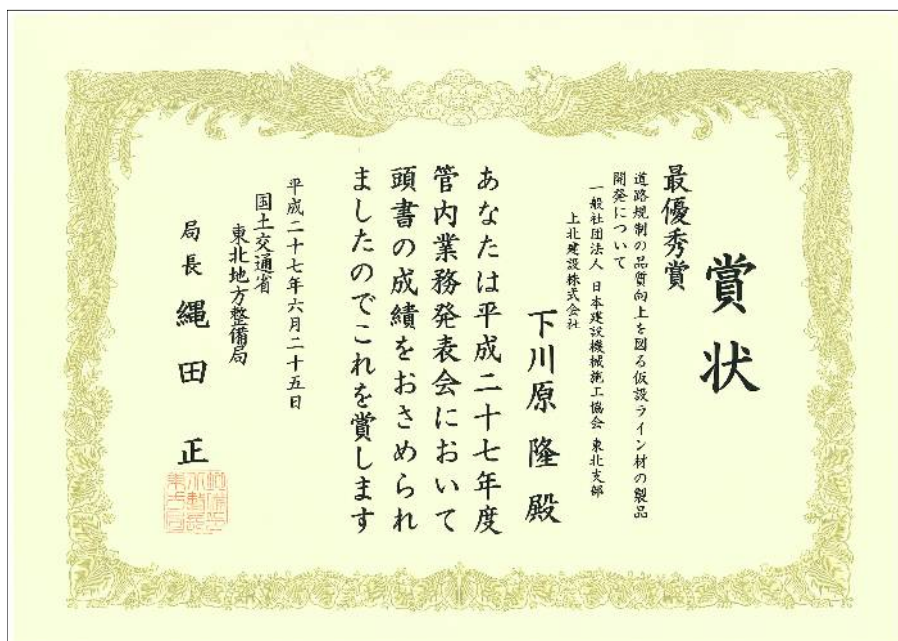 賞状
最優秀賞
道路規制の品質向上を図る仮設ライン材の製品
開発について
一般社団法人 日本建設機械施工協会 東北支部
上北建設株式会社
下川原 隆 殿
あなたは平成二十七年度
管内業務発表会において
頭書の成績をおさめられ
ましたのでこれを賞します
平成二十七年六月二十五日
国土交通省
東北地方整備局
局長 縄田 正